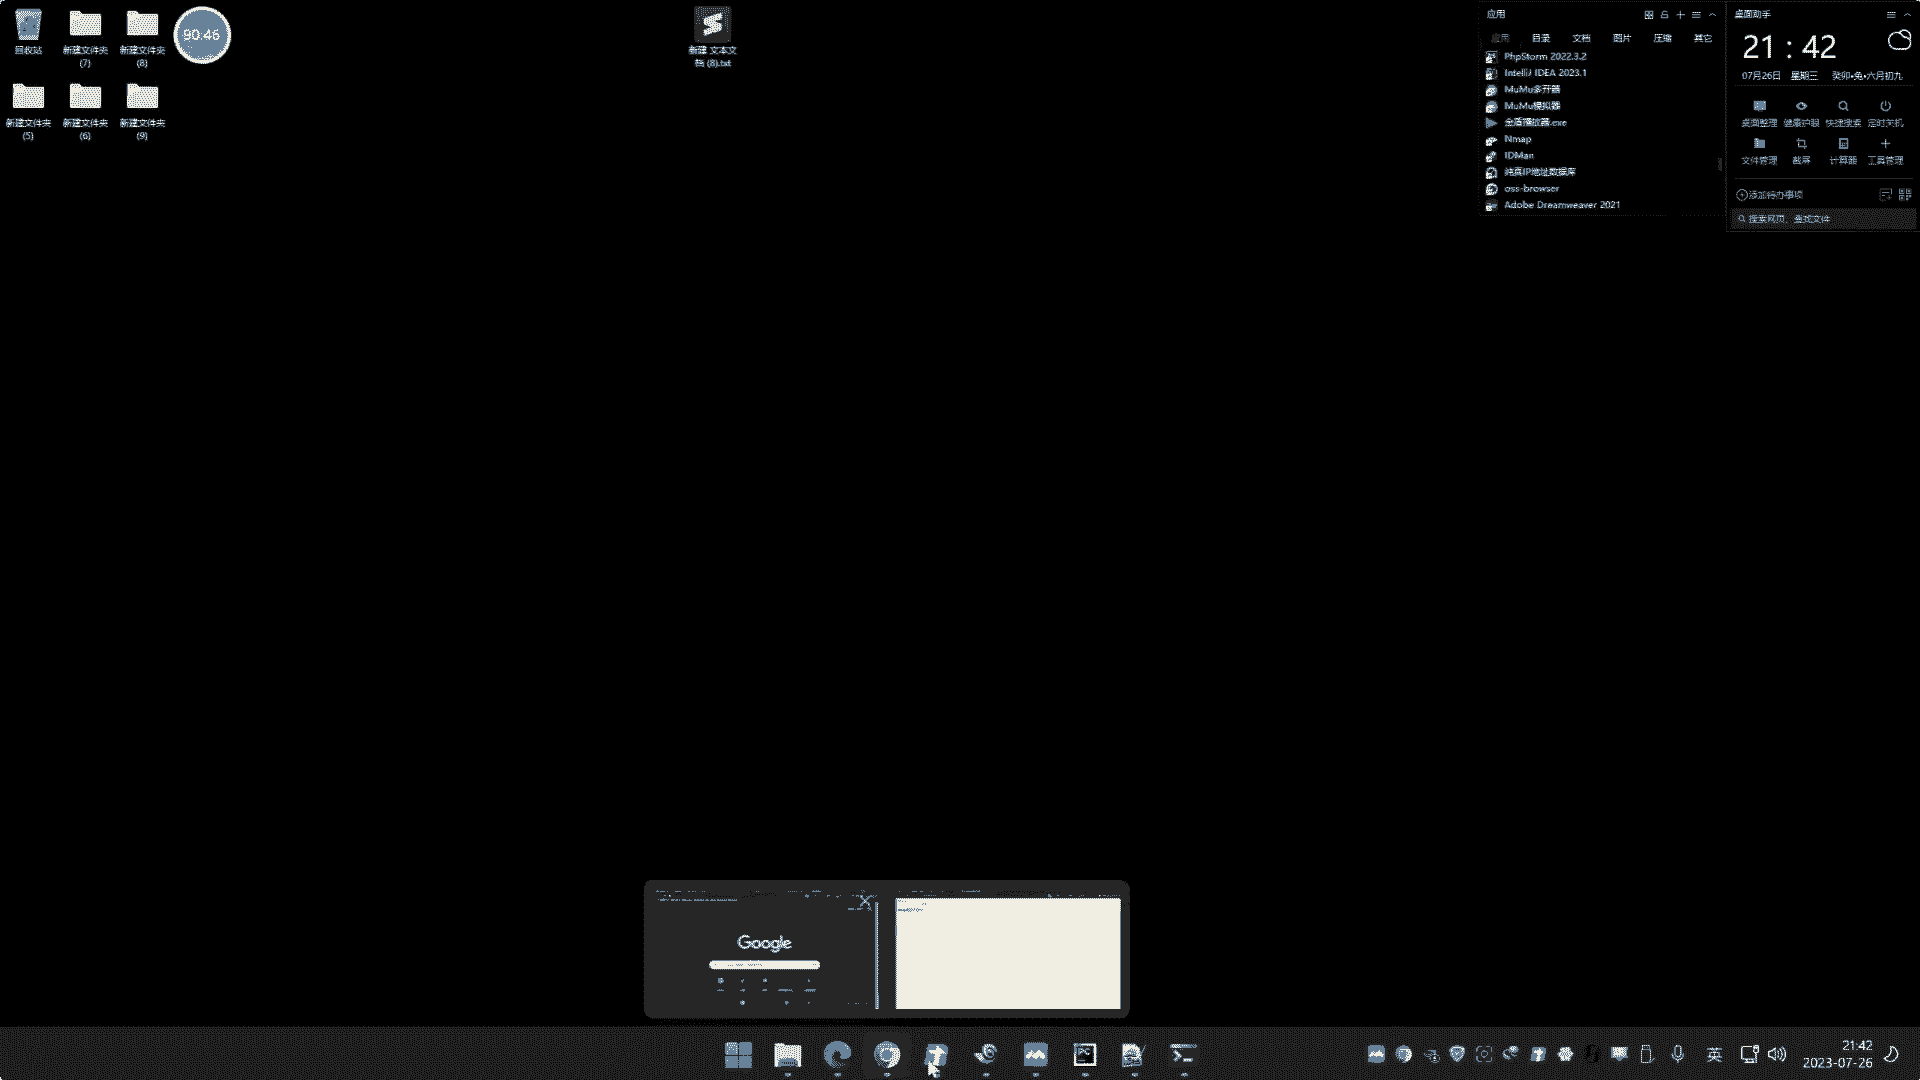 回收站
新建文件夹
(7)
新建文件夹
(8)
90:46
新建文件夹
(5)
新建文件夹
(6)
新建文件夹
(9)
新建 文本文
档 (8).txt
应用
应用 目录 文档 图片 压缩 其它
PhpStorm 2022.3.2
IntelliJ IDEA 2023.1
MuMu多开器
MuMu模拟器
金盾播放器.exe
Nmap
IDMan
纯真IP地址数据库
oss-browser
Adobe Dreamweaver 2021
桌面助手
21 : 42
07月26日 星期三 癸卯•兔•六月初九
桌面整理 健康护眼 快捷搜索 定时关机
文件管理 截屏 计算器 工具管理
添加待办事项
搜索网页、查找文件
Google
PC
英
21:42
2023-07-26